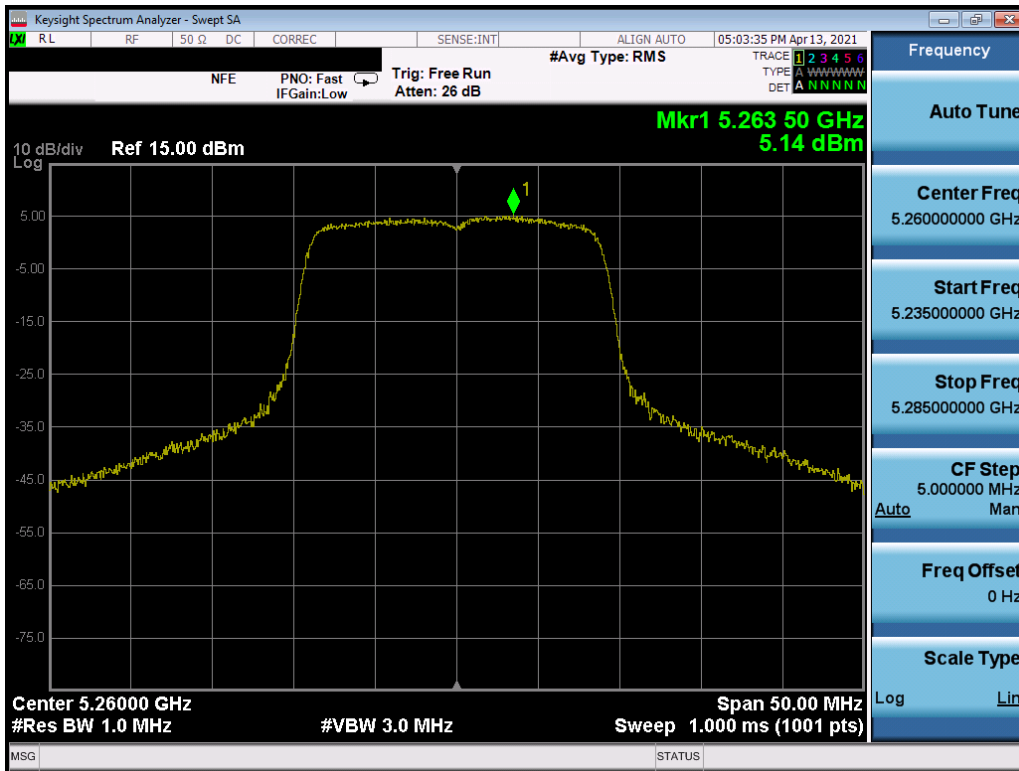 Keysight Spectrum Analyzer - Swept SA
LXI RL RF 50 Ω DC CORREC SENSE:INT ALIGN AUTO 05:03:35 PM Apr 13, 2021
NFE PNO: Fast IFGain:Low Trig: Free Run Atten: 26 dB #Avg Type: RMS
TRACE 1 2 3 4 5 6
TYPE A WWWWW
DET A N N N N N
Mkr1 5.263 50 GHz
5.14 dBm
10 dB/div Ref 15.00 dBm
Log
1
5.00
-5.00
-15.0
-25.0
-35.0
-45.0
-55.0
-65.0
-75.0
Center 5.26000 GHz Span 50.00 MHz
#Res BW 1.0 MHz #VBW 3.0 MHz Sweep 1.000 ms (1001 pts)
MSG STATUS
Frequency
Auto Tune
Center Freq
5.260000000 GHz
Start Freq
5.235000000 GHz
Stop Freq
5.285000000 GHz
CF Step
5.000000 MHz
Auto Man
Freq Offset
0 Hz
Scale Type
Log Lin